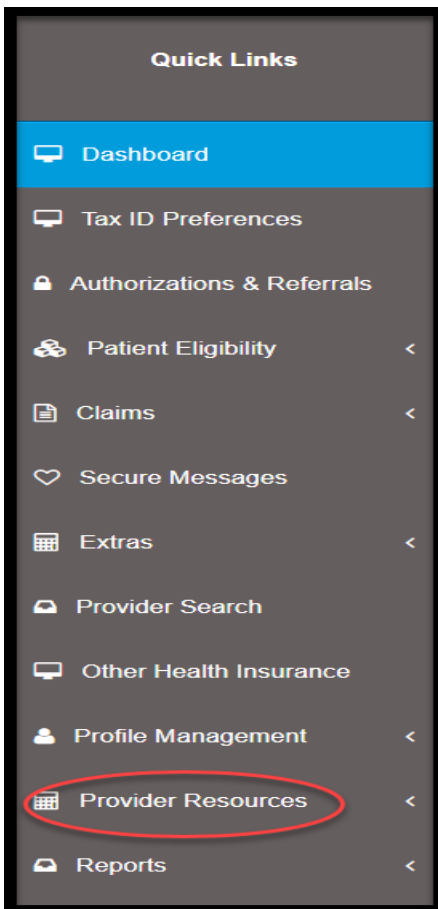 Quick Links
Dashboard
Tax ID Preferences
Authorizations & Referrals
Patient Eligibility <
Claims <
Secure Messages
Extras <
Provider Search
Other Health Insurance
Profile Management <
Provider Resources <
Reports <